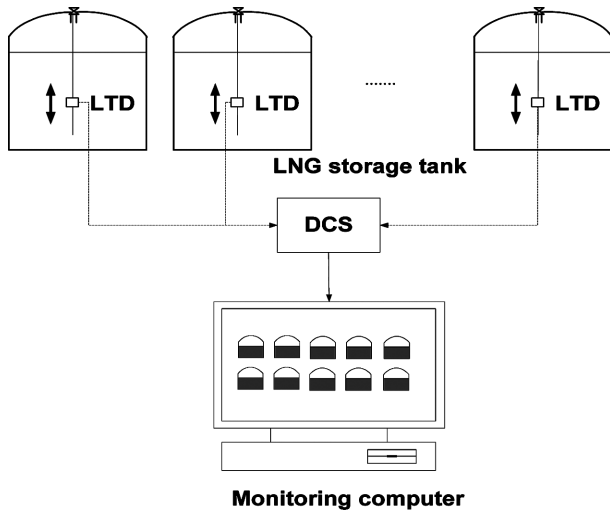 LTD
LTD
.......
LTD
LNG storage tank
DCS
Monitoring computer